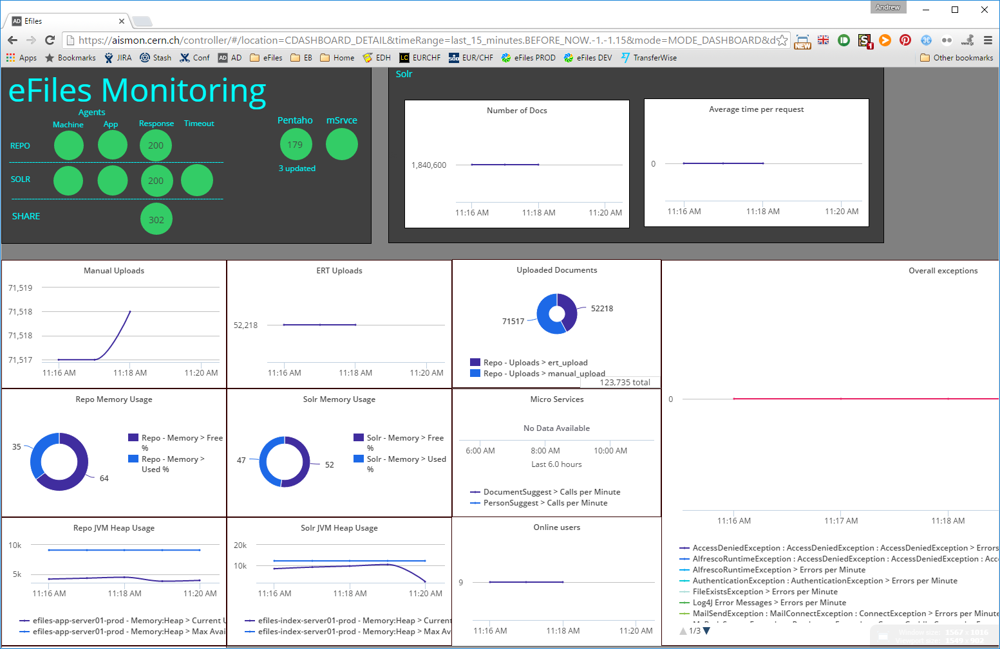 Andrew
AD Efiles
https://aismon.cern.ch/controller/#/location=CDASHBOARD_DETAIL&timeRange=last_15_minutes.BEFORE_NOW.-1.-1.15&mode=MODE_DASHBOARD&d
NEW
1
Apps Bookmarks JIRA Stash Conf AD AD eFiles EB Home EDH LC EURCHF EUR/CHF eFiles PROD eFiles DEV TransferWise Other bookmarks
eFiles Monitoring
Agents
Machine App Response Timeout
REPO 200
SOLR 200
SHARE 302
Pentaho mSrvce
179
3 updated
Solr
Number of Docs
1,840,600
11:16 AM 11:18 AM 11:20 AM
Average time per request
0
11:16 AM 11:18 AM 11:20 AM
Manual Uploads
71,519
71,518
71,518
71,517
11:16 AM 11:18 AM 11:20 AM
ERT Uploads
52,218
11:16 AM 11:18 AM 11:20 AM
Uploaded Documents
52218
71517
Repo - Uploads > ert_upload
Repo - Uploads > manual_upload
123,735 total
Overall exceptions
0
11:16 AM 11:17 AM 11:18 AM
AccessDeniedException : AccessDeniedException : AccessDeniedException > Errors
AlfrescoRuntimeException : AccessDeniedException : AccessDeniedException : Acc
AlfrescoRuntimeException > Errors per Minute
AuthenticationException : AuthenticationException > Errors per Minute
FileExistsException > Errors per Minute
Log4J Error Messages > Errors per Minute
MailSendException : MailConnectException : ConnectException > Errors per Minute
1/3
Window size: 1567 x 1016
Viewport size: 1549 x 902
Repo Memory Usage
35
64
Repo - Memory > Free
%
Repo - Memory >
Used %
Solr Memory Usage
47
52
Solr - Memory > Free
%
Solr - Memory > Used
%
Micro Services
No Data Available
6:00 AM 8:00 AM 10:00 AM
Last 6.0 hours
DocumentSuggest > Calls per Minute
PersonSuggest > Calls per Minute
Repo JVM Heap Usage
10k
5k
11:16 AM 11:18 AM 11:20 AM
efiles-app-server01-prod - Memory:Heap > Current U
efiles-app-server01-prod - Memory:Heap > Max Avai
Solr JVM Heap Usage
20k
10k
11:16 AM 11:18 AM 11:20 AM
efiles-index-server01-prod - Memory:Heap > Current
efiles-index-server01-prod - Memory:Heap > Max Av
Online users
9
11:16 AM 11:18 AM 11:20 AM